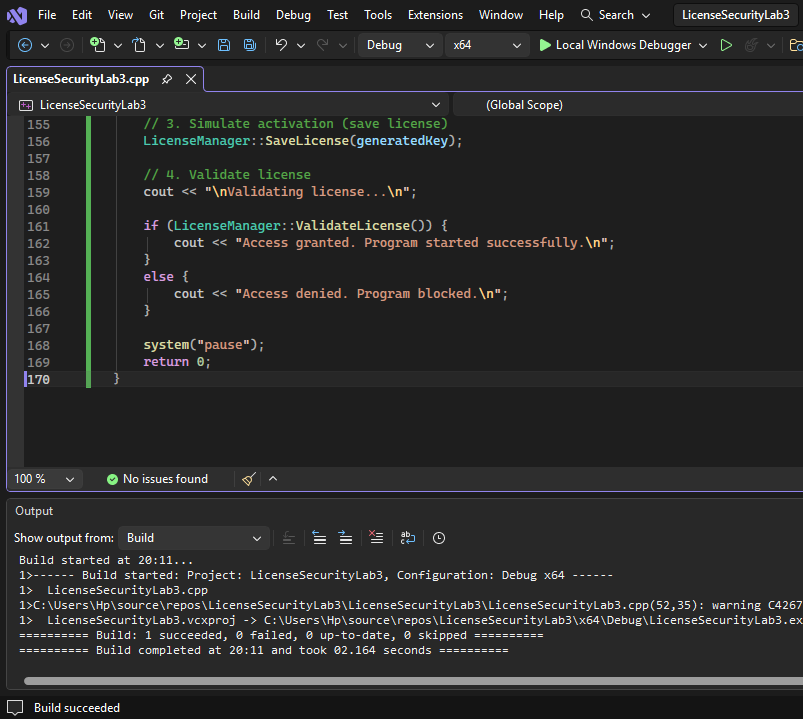 File Edit View Git Project Build Debug Test Tools Extensions Window Help Search LicenseSecurityLab3
Debug x64 Local Windows Debugger
LicenseSecurityLab3.cpp
LicenseSecurityLab3 (Global Scope)
155 // 3. Simulate activation (save license)
156 LicenseManager::SaveLicense(generatedKey);
157
158 // 4. Validate license
159 cout << "\nValidating license...\n";
160
161 if (LicenseManager::ValidateLicense()) {
162 cout << "Access granted. Program started successfully.\n";
163 }
164 else {
165 cout << "Access denied. Program blocked.\n";
166 }
167
168 system("pause");
169 return 0;
170 }
100 % No issues found
Output
Show output from: Build
Build started at 20:11...
1>------ Build started: Project: LicenseSecurityLab3, Configuration: Debug x64 ------
1> LicenseSecurityLab3.cpp
1>C:\Users\Hp\source\repos\LicenseSecurityLab3\LicenseSecurityLab3\LicenseSecurityLab3.cpp(52,35): warning C4267
1> LicenseSecurityLab3.vcxproj -> C:\Users\Hp\source\repos\LicenseSecurityLab3\x64\Debug\LicenseSecurityLab3.ex
========== Build: 1 succeeded, 0 failed, 0 up-to-date, 0 skipped ==========
========== Build completed at 20:11 and took 02.164 seconds ==========
Build succeeded